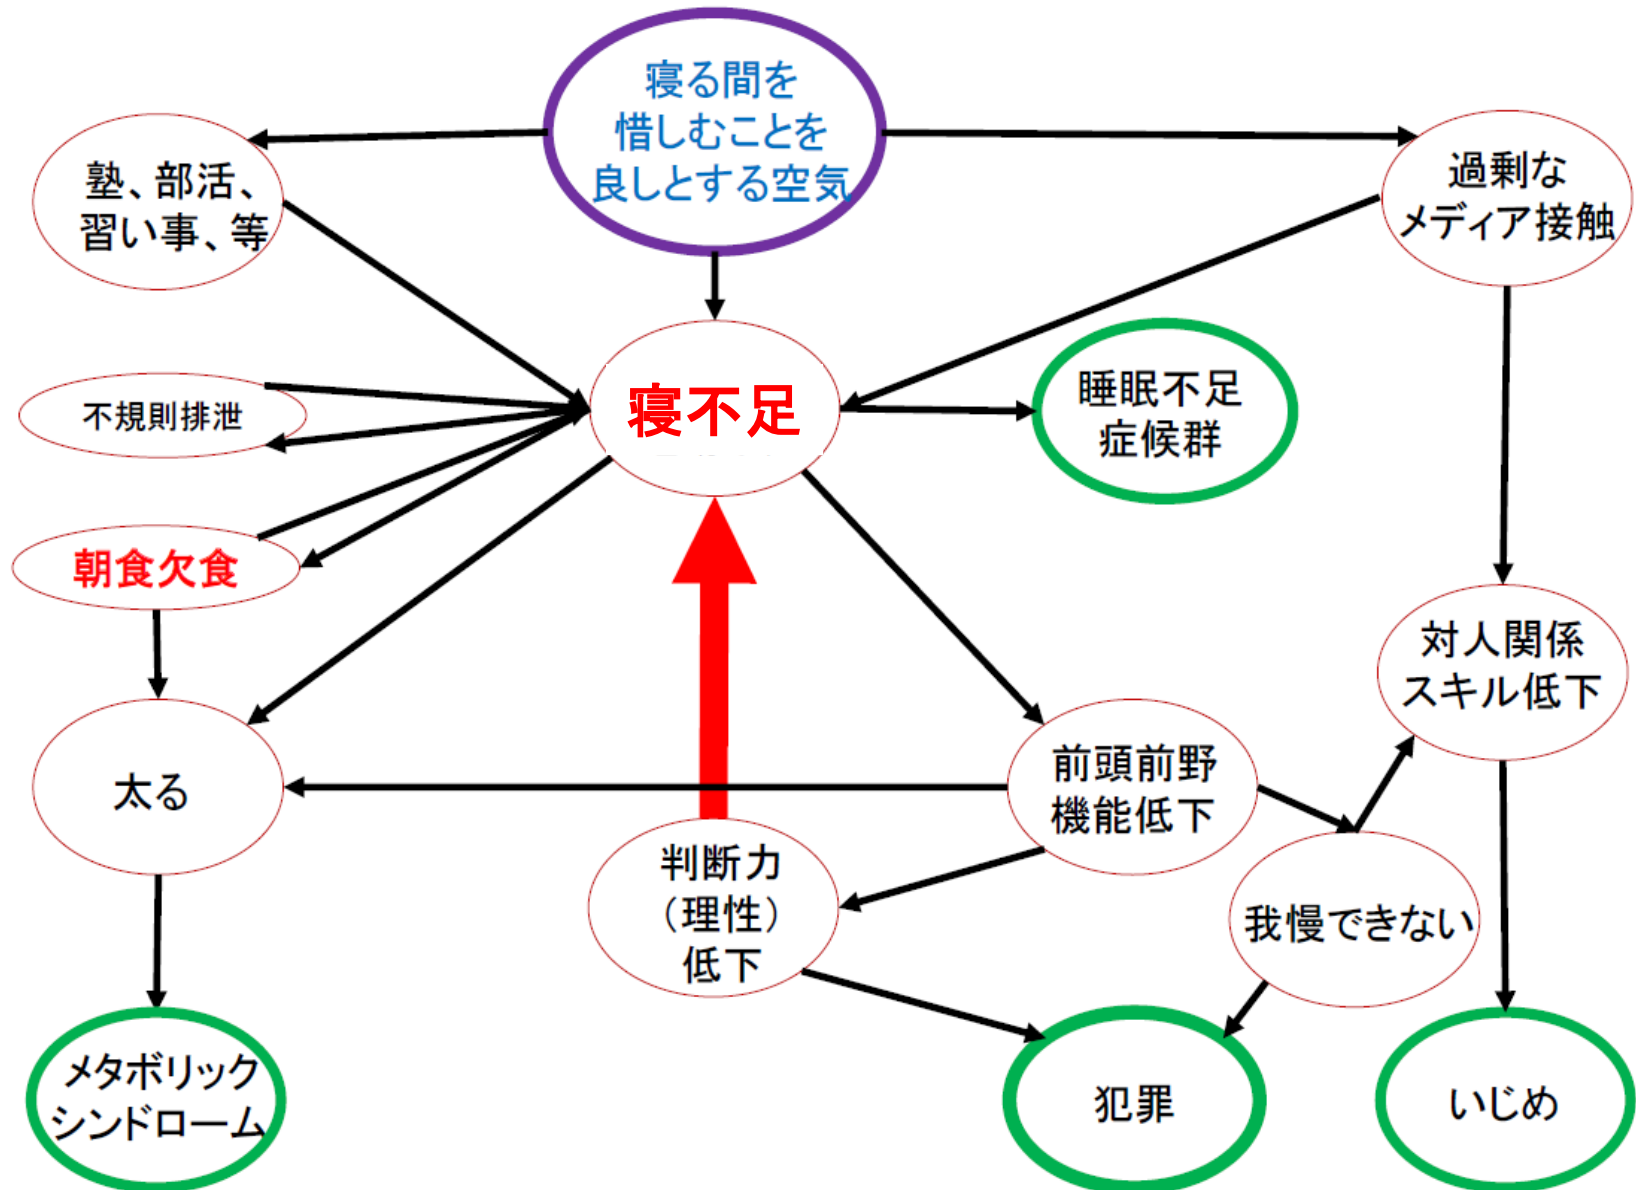 寝る間を
惜しむことを
良しとする空気
塾、部活、
習い事、等
過剰な
メディア接触
寝不足
睡眠不足
症候群
不規則排泄
朝食欠食
対人関係
スキル低下
太る
前頭前野
機能低下
判断力
（理性）
低下
我慢できない
メタボリック
シンドローム
犯罪
いじめ